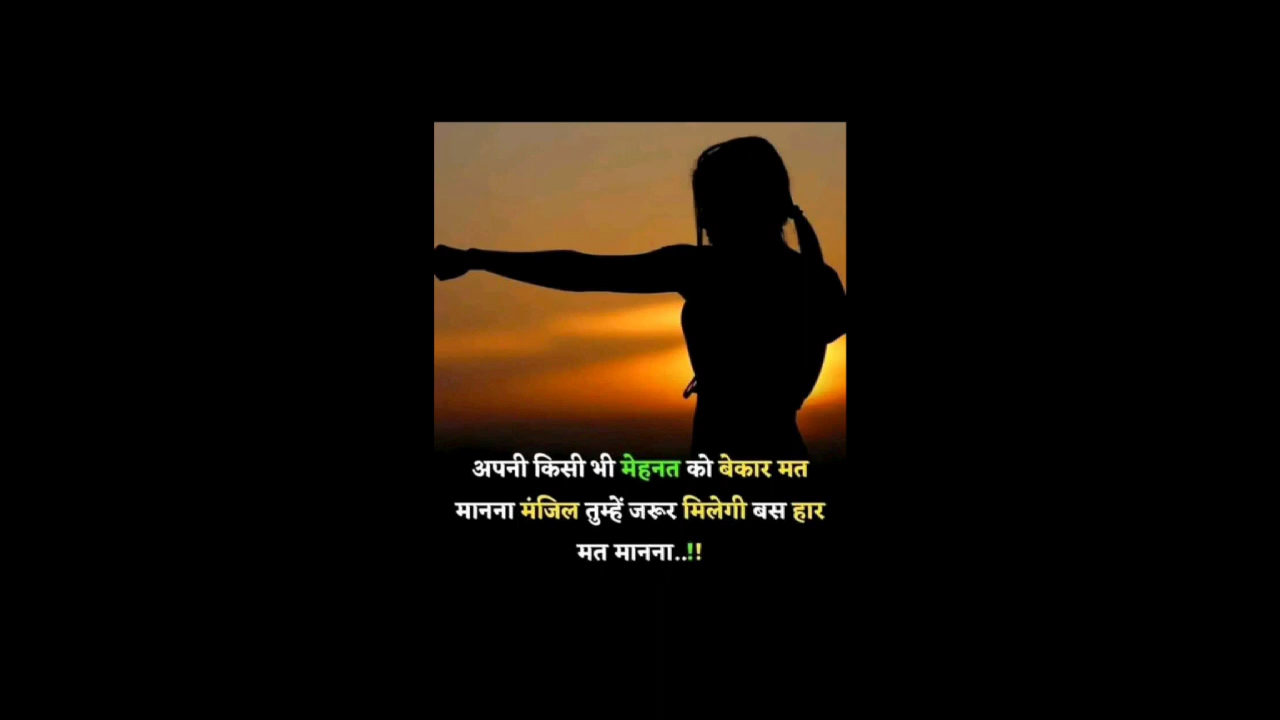 अपनी किसी भी मेहनत को बेकार मत
मानना मंजिल तुम्हें जरूर मिलेगी बस हार
मत मानना..!!